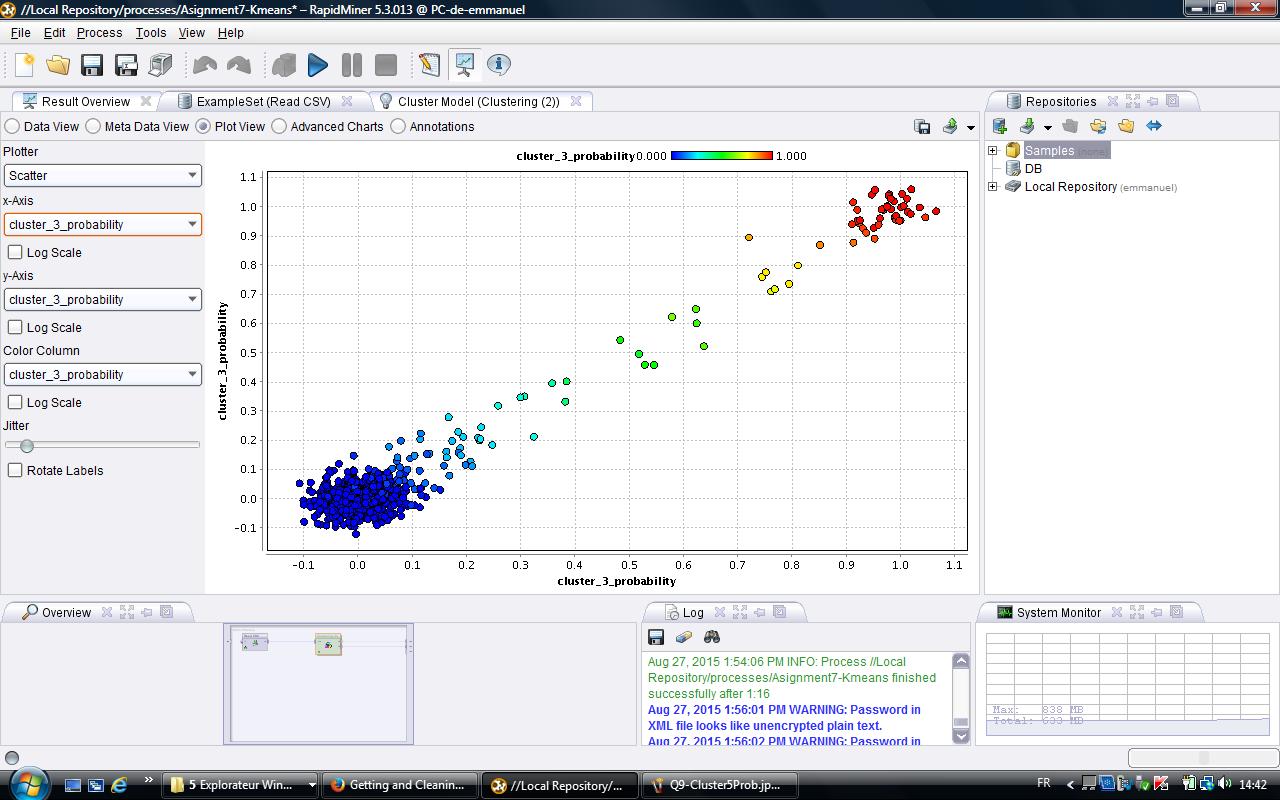 //Local Repository/processes/Asignment7-Kmeans* – RapidMiner 5.3.013 @ PC-de-emmanuel
File Edit Process Tools View Help
Result Overview ExampleSet (Read CSV) Cluster Model (Clustering (2)) Repositories
Data View Meta Data View Plot View Advanced Charts Annotations
Plotter
Scatter
x-Axis
cluster_3_probability
Log Scale
y-Axis
cluster_3_probability
Log Scale
Color Column
cluster_3_probability
Log Scale
Jitter
Rotate Labels
cluster_3_probability 0.000 1.000
cluster_3_probability
1.1
1.0
0.9
0.8
0.7
0.6
0.5
0.4
0.3
0.2
0.1
0.0
-0.1
-0.1 0.0 0.1 0.2 0.3 0.4 0.5 0.6 0.7 0.8 0.9 1.0 1.1
cluster_3_probability
Samples (none)
DB
Local Repository (emmanuel)
Overview
Log
Aug 27, 2015 1:54:06 PM INFO: Process //Local
Repository/processes/Asignment7-Kmeans finished
successfully after 1:16
Aug 27, 2015 1:56:01 PM WARNING: Password in
XML file looks like unencrypted plain text.
Aug 27, 2015 1:56:02 PM WARNING: Password in
System Monitor
Max: 838 MB
Total: 633 MB
5 Explorateur Win... Getting and Cleanin... //Local Repository/... Q9-Cluster5Prob.jp... FR 14:42